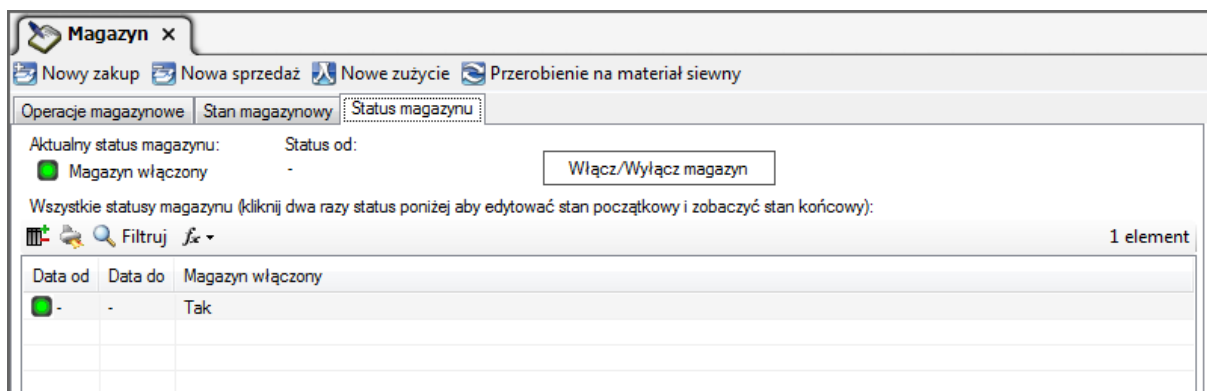 Magazyn x
Nowy zakup Nowa sprzedaż Nowe zużycie Przerobienie na materiał siewny
Operacje magazynowe Stan magazynowy Status magazynu
Aktualny status magazynu: Status od:
Magazyn włączony - Włącz/Wyłącz magazyn
Wszystkie statusy magazynu (kliknij dwa razy status poniżej aby edytować stan początkowy i zobaczyć stan końcowy):
Filtruj fx 1 element
Data od Data do Magazyn włączony
- - Tak